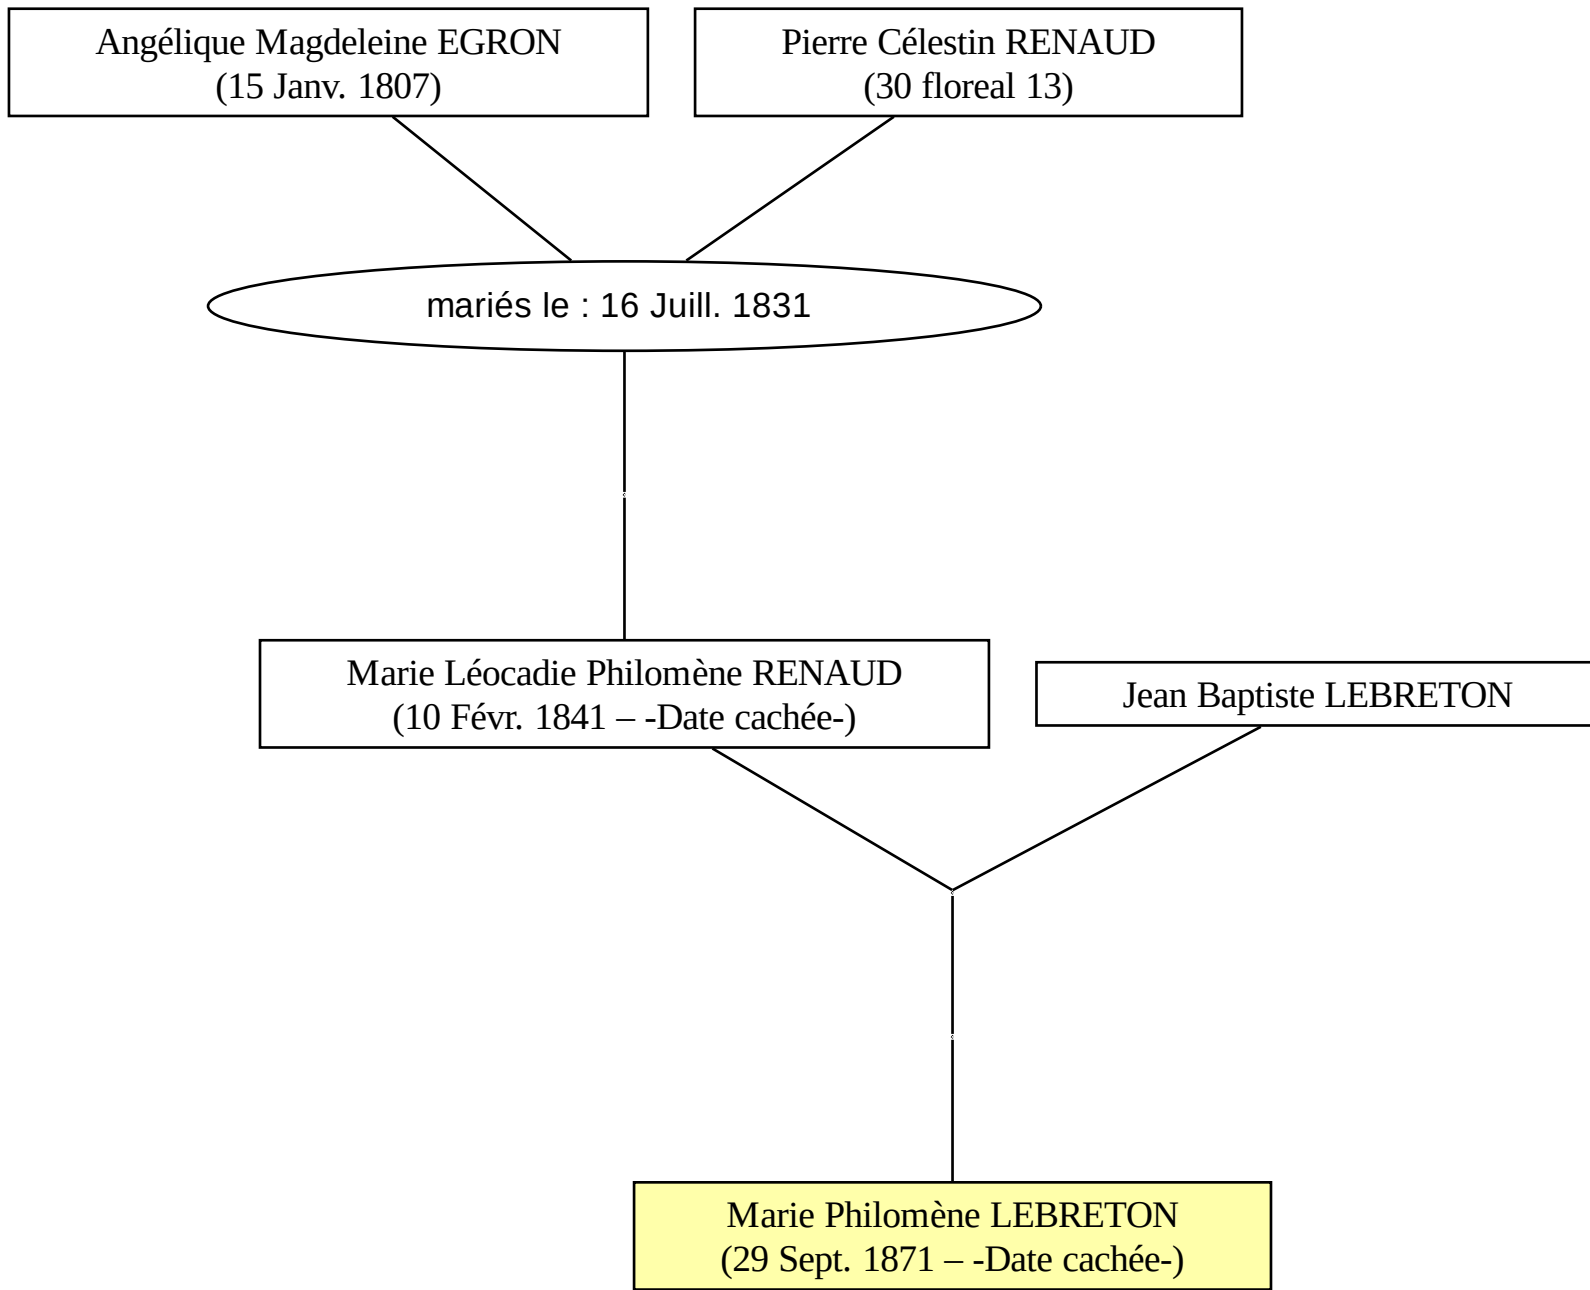 Angélique Magdeleine EGRON
(15 Janv. 1807)
Pierre Célestin RENAUD
(30 floreal 13)
mariés le : 16 Juill. 1831
Marie Léocadie Philomène RENAUD
(10 Févr. 1841 – -Date cachée-)
Jean Baptiste LEBRETON
Marie Philomène LEBRETON
(29 Sept. 1871 – -Date cachée-)